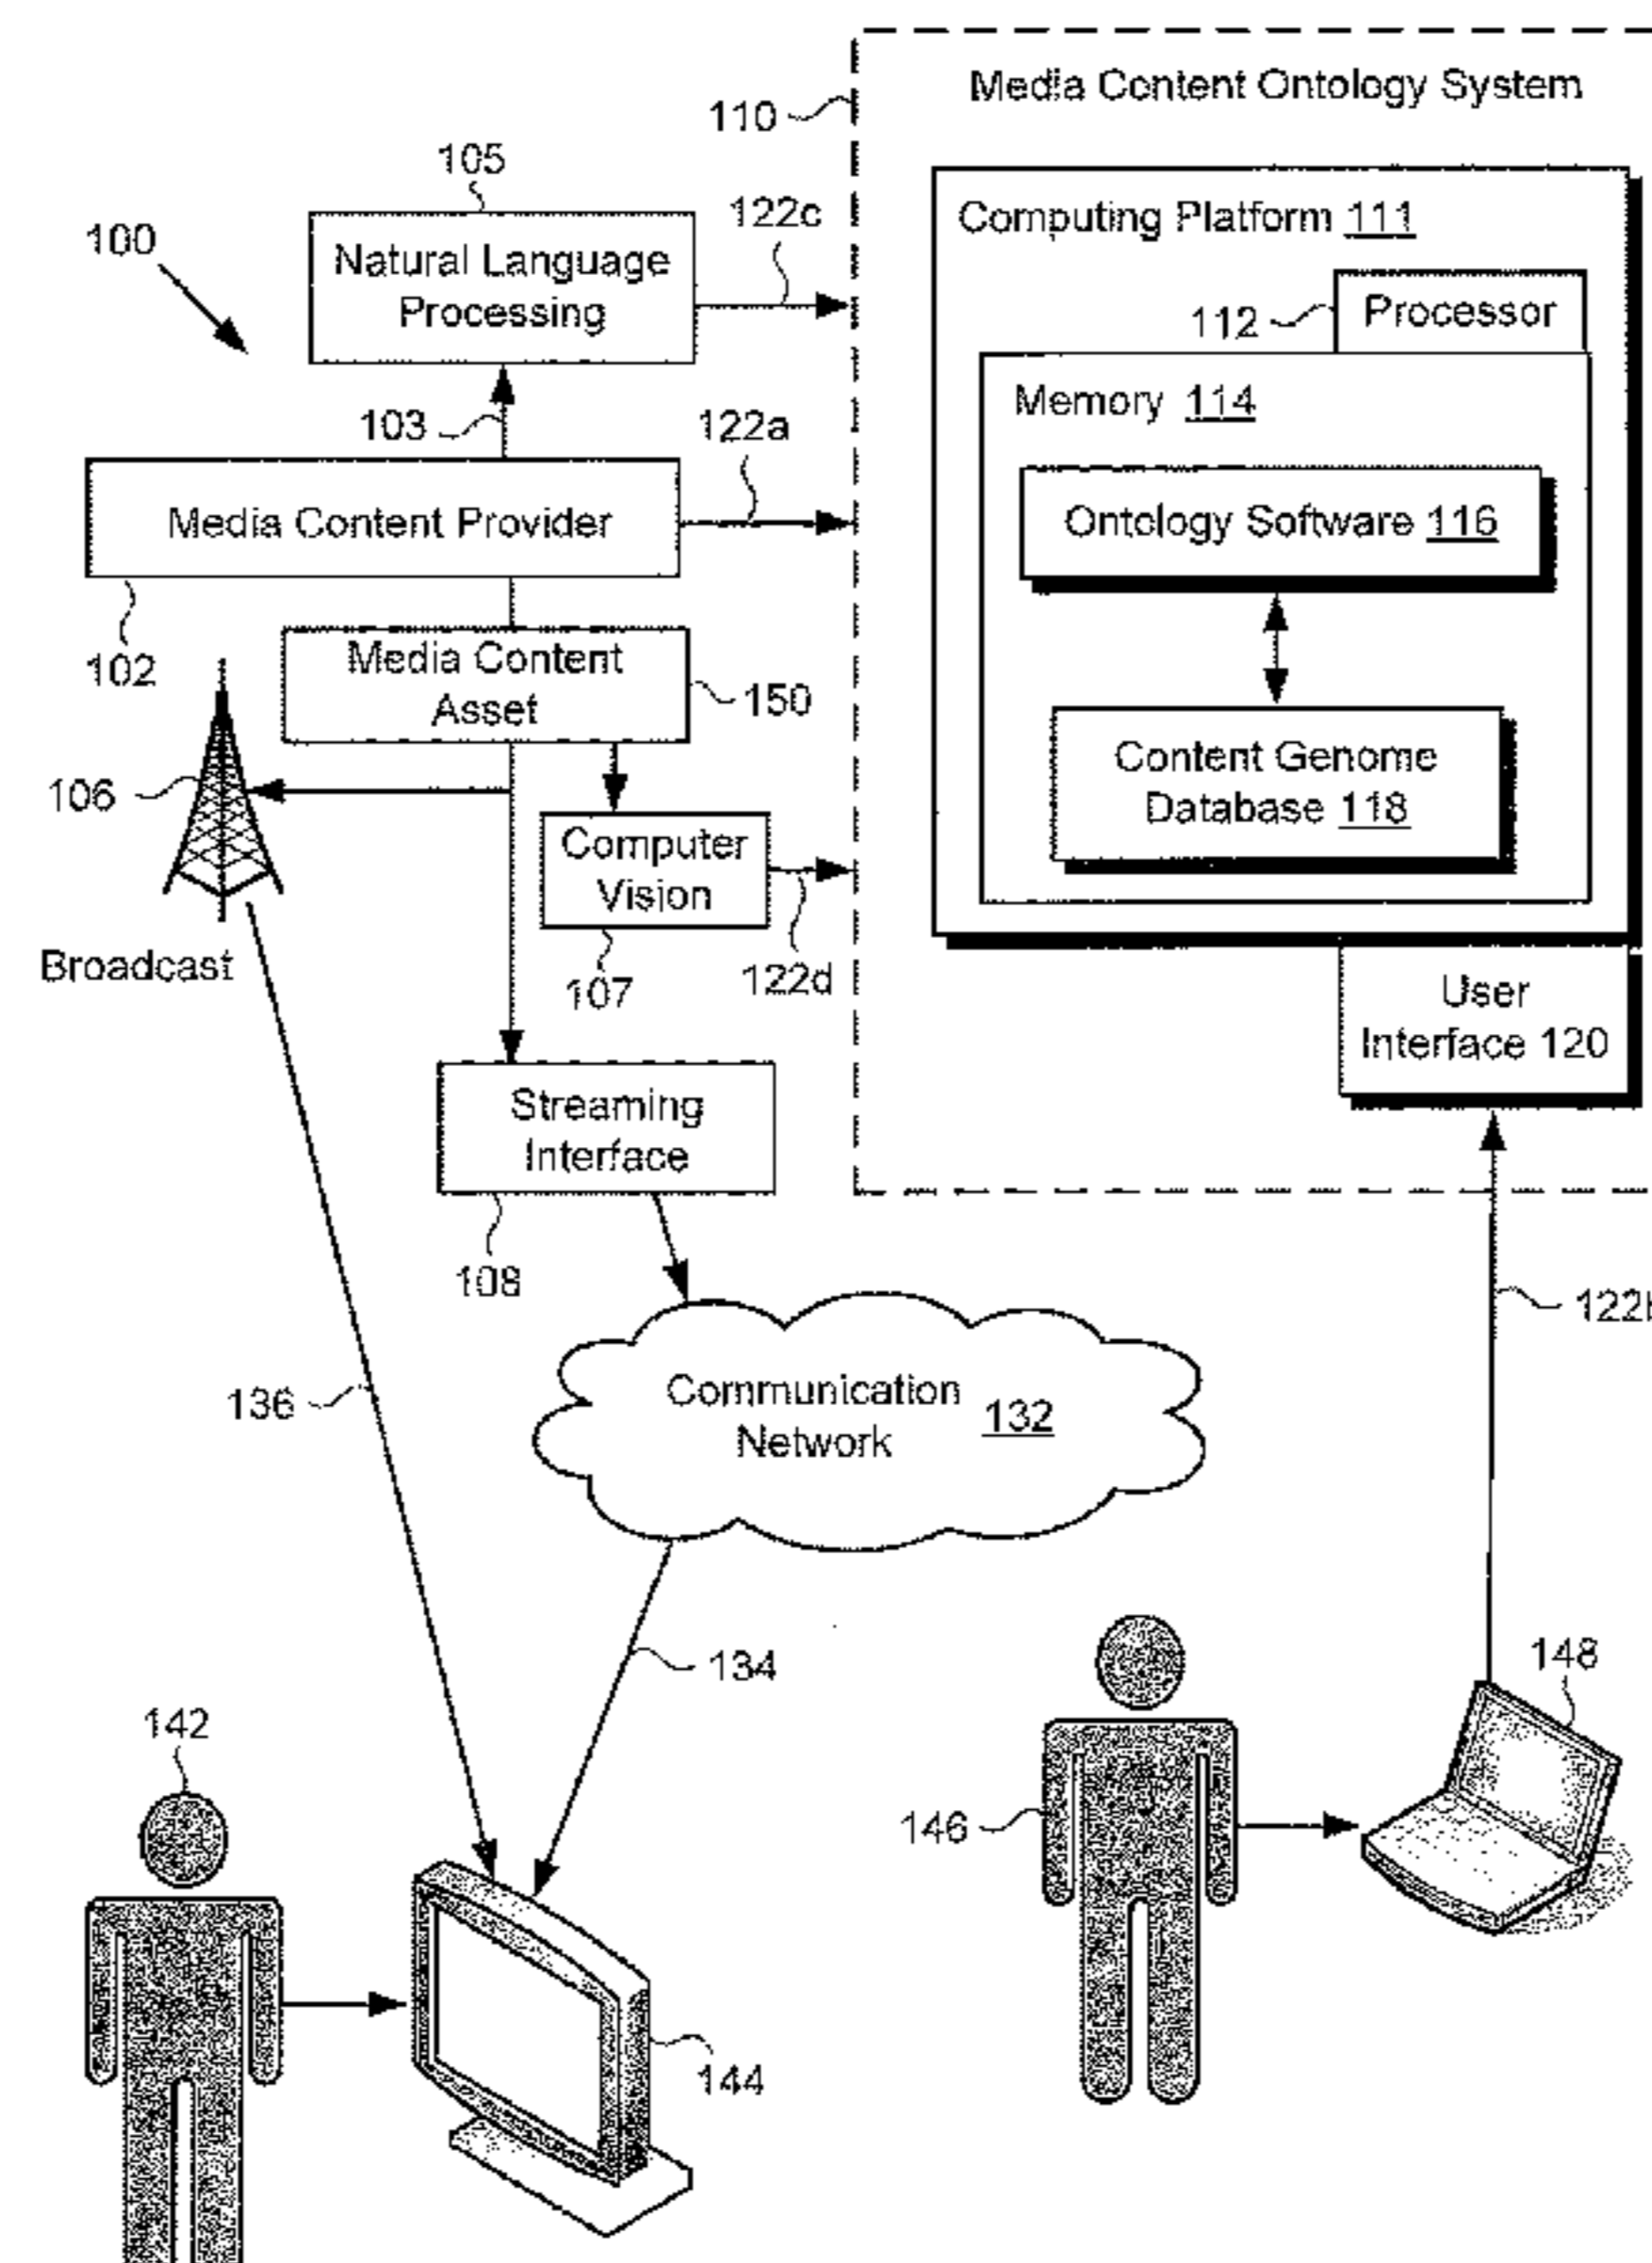 Media Content Ontology System
110
105
122c
100
Natural Language
Processing
Computing Platform 111
112
Processor
103
122a
Memory 114
Media Content Provider
Ontology Software 116
102
Media Content
Asset
150
106
Content Genome
Database 118
Computer
Vision
Broadcast
107
122d
User
Interface 120
Streaming
Interface
108
122b
136
Communication
Network
132
134
148
142
146
144